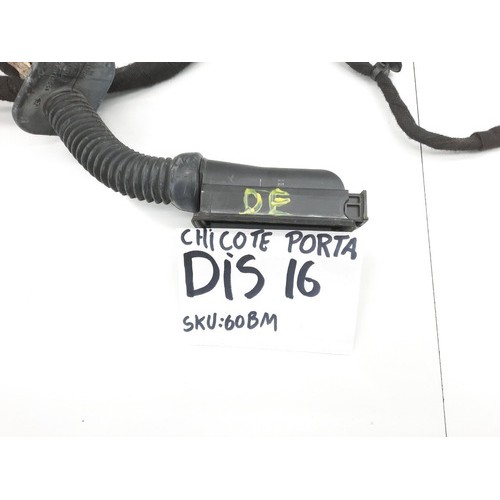 DE
CHICOTE PORTA
DIS 16
SKU:60BM